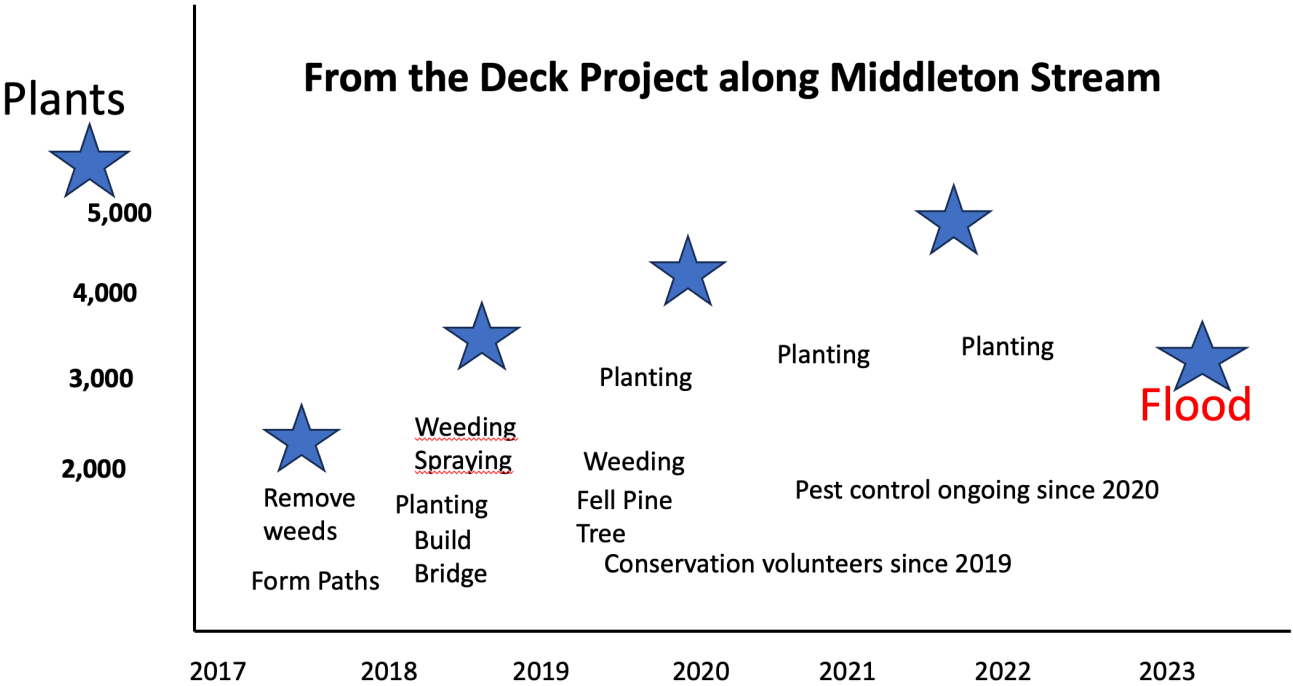 From the Deck Project along Middleton Stream
Plants
5,000
4,000
3,000
2,000
Remove
weeds
Form Paths
Weeding
Spraying
Planting
Build
Bridge
Planting
Weeding
Fell Pine
Tree
Conservation volunteers since 2019
Planting
Planting
Pest control ongoing since 2020
Flood
2017 2018 2019 2020 2021 2022 2023